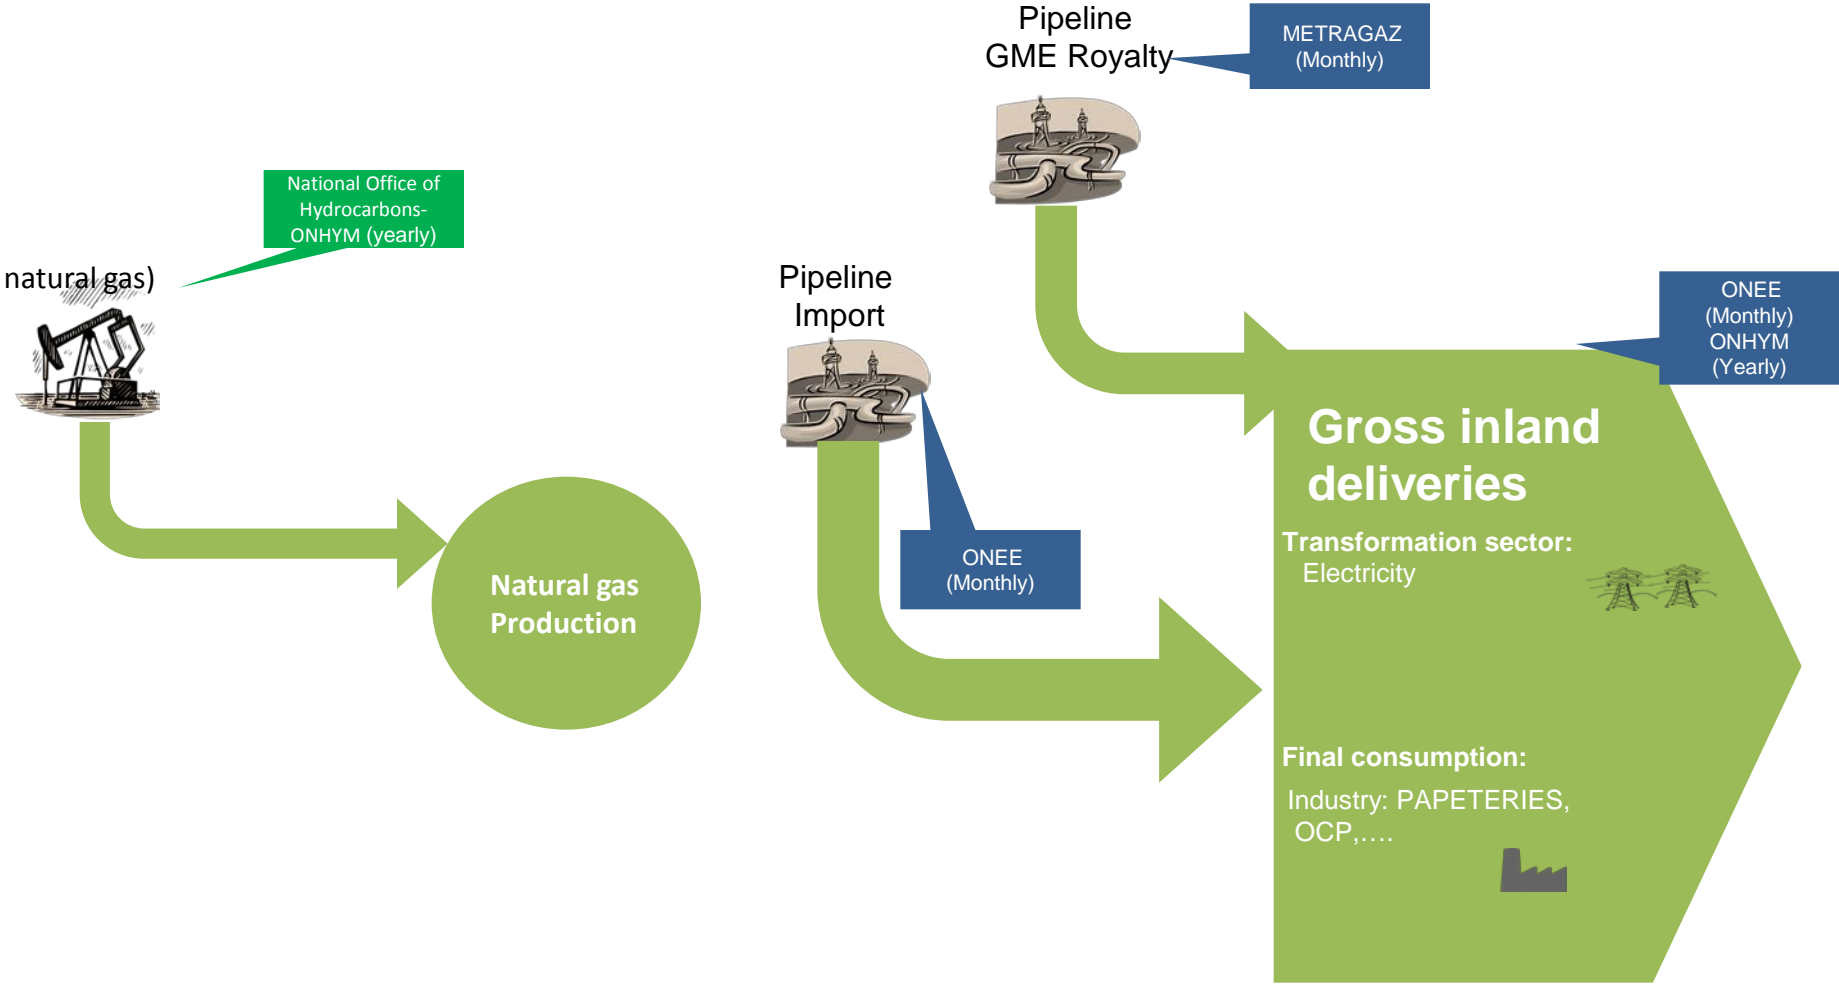 Pipeline
GME Royalty
METRAGAZ
(Monthly)
National Office of
Hydrocarbons-
ONHYM (yearly)
natural gas)
Pipeline
Import
ONEE
(Monthly)
ONHYM
(Yearly)
Gross inland
deliveries
Transformation sector:
Electricity
ONEE
(Monthly)
Natural gas
Production
Final consumption:
Industry: PAPETERIES,
OCP,....